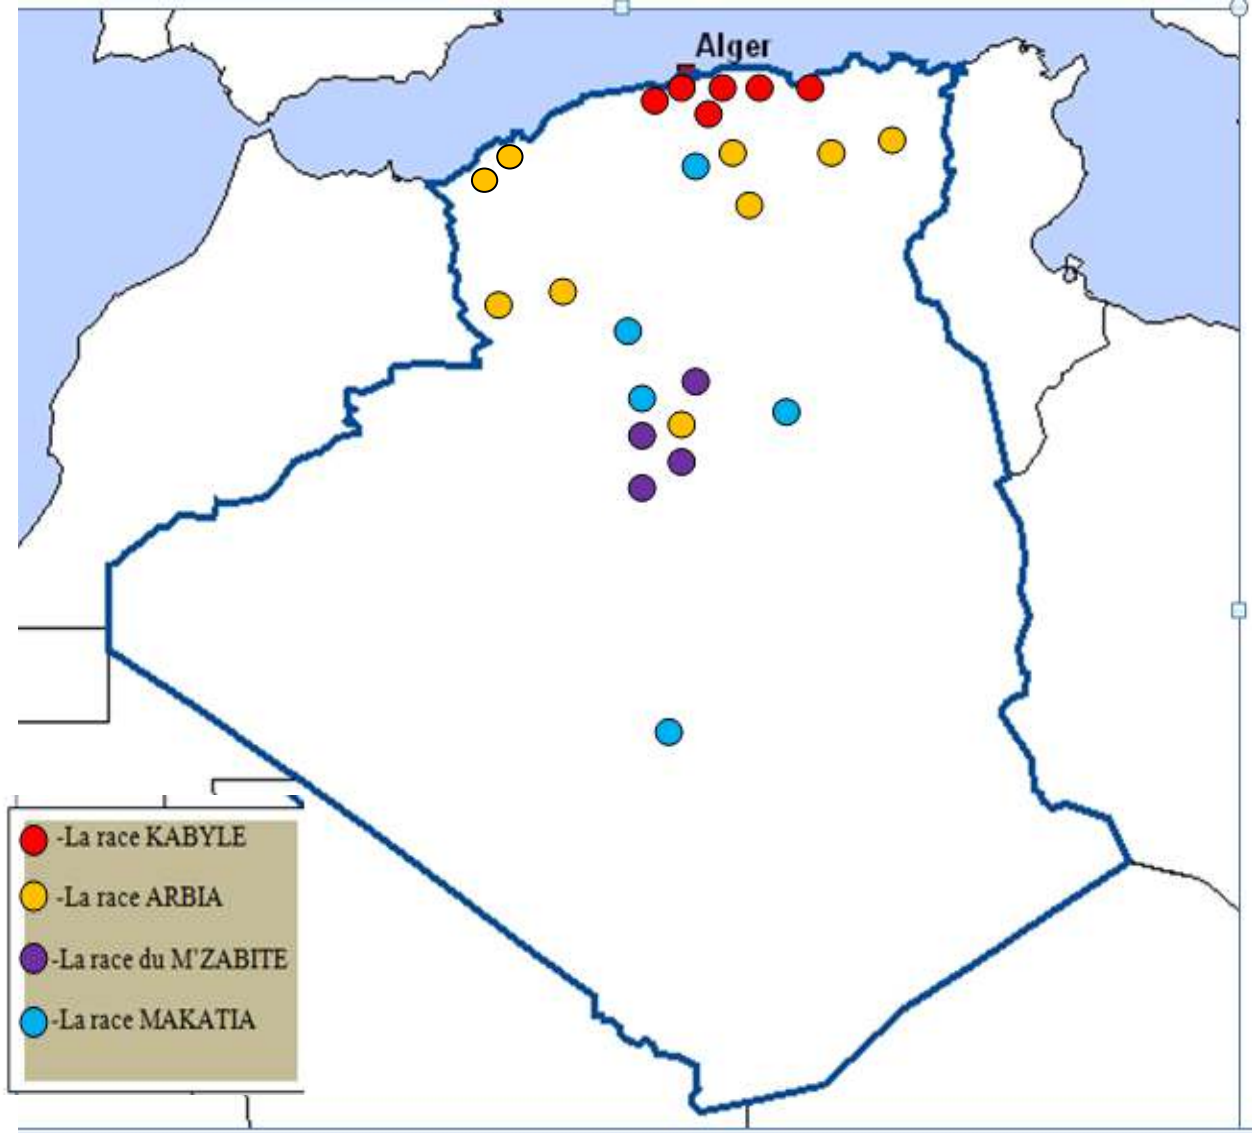 Alger
-La race KABYLE
-La race ARBIA
-La race du M'ZABITE
-La race MAKATIA